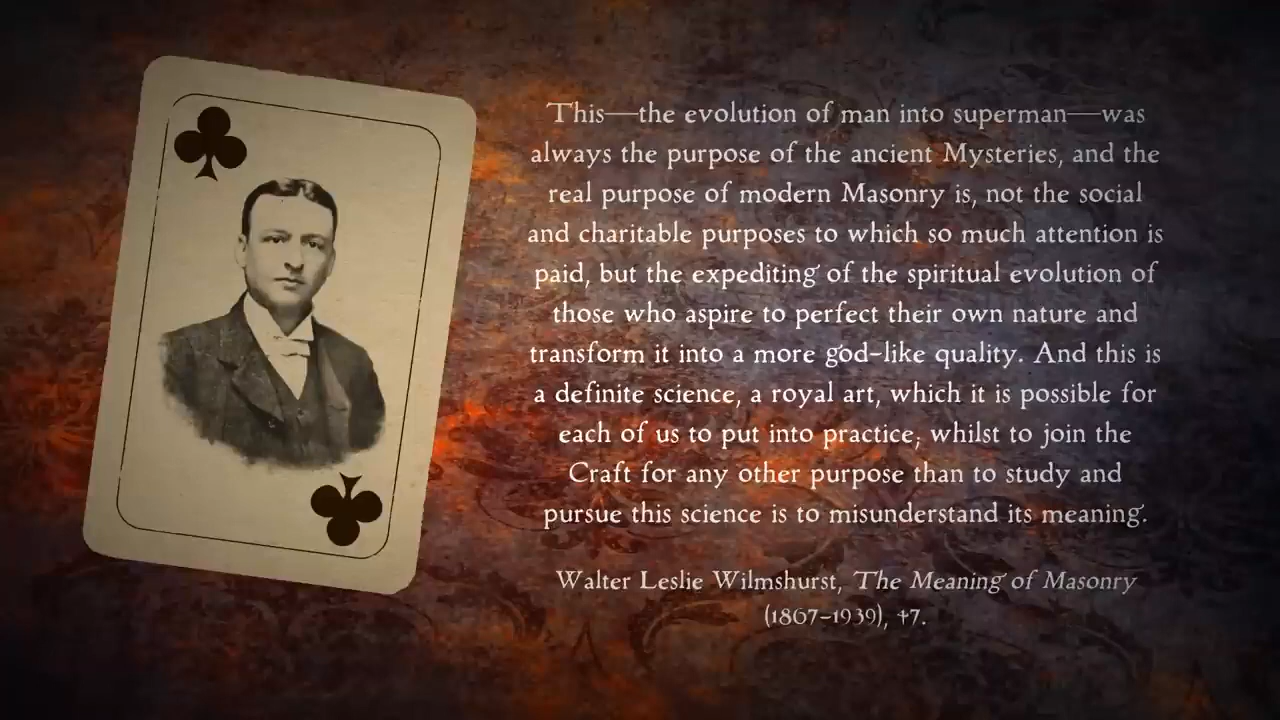 This—the evolution of man into superman—was
always the purpose of the ancient Mysteries, and the
real purpose of modern Masonry is, not the social
and charitable purposes to which so much attention is
paid, but the expediting of the spiritual evolution of
those who aspire to perfect their own nature and
transform it into a more god-like quality. And this is
a definite science, a royal art, which it is possible for
each of us to put into practice; whilst to join the
Craft for any other purpose than to study and
pursue this science is to misunderstand its meaning.
Walter Leslie Wilmshurst, The Meaning of Masonry
(1867-1939), 47.